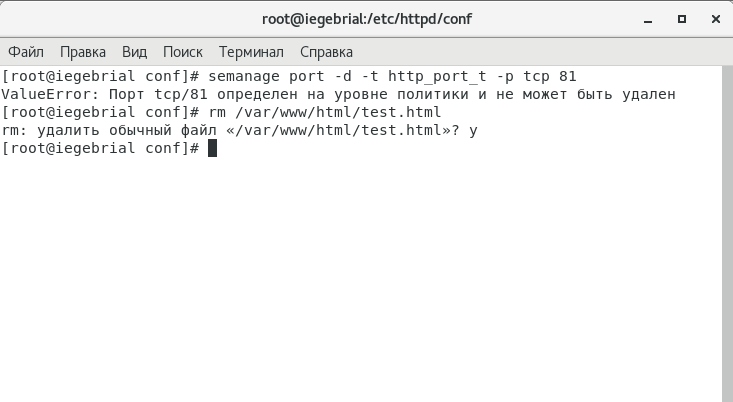 root@iegebrial:/etc/httpd/conf
Файл Правка Вид Поиск Терминал Справка
[root@iegebrial conf]# semanage port -d -t http_port_t -p tcp 81
ValueError: Порт tcp/81 определен на уровне политики и не может быть удален
[root@iegebrial conf]# rm /var/www/html/test.html
rm: удалить обычный файл «/var/www/html/test.html»? y
[root@iegebrial conf]#